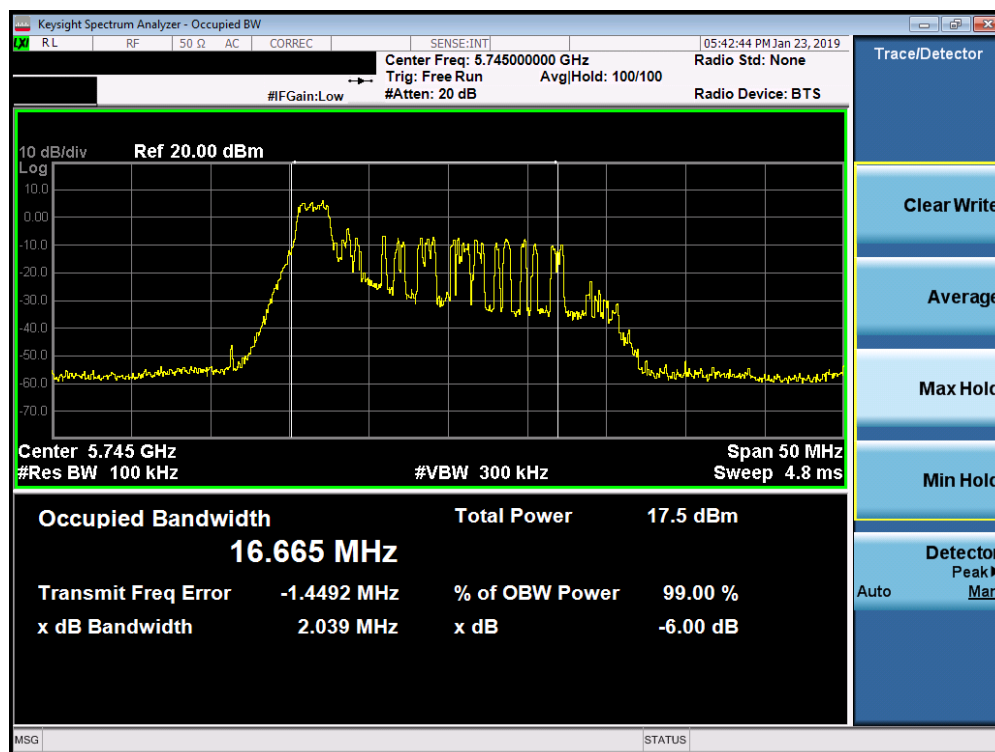 Keysight Spectrum Analyzer - Occupied BW
LXI RL RF 50 Ω AC CORREC SENSE:INT 05:42:44 PM Jan 23, 2019
Center Freq: 5.745000000 GHz Radio Std: None
Trig: Free Run Avg|Hold: 100/100
#IFGain:Low #Atten: 20 dB Radio Device: BTS
Trace/Detector
10 dB/div Ref 20.00 dBm
Log
10.0
0.00
-10.0
-20.0
-30.0
-40.0
-50.0
-60.0
-70.0
Center 5.745 GHz Span 50 MHz
#Res BW 100 kHz #VBW 300 kHz Sweep 4.8 ms
Occupied Bandwidth Total Power 17.5 dBm
16.665 MHz
Transmit Freq Error -1.4492 MHz % of OBW Power 99.00 %
x dB Bandwidth 2.039 MHz x dB -6.00 dB
Clear Write
Average
Max Hold
Min Hold
Detector
Peak
Auto Man
MSG STATUS